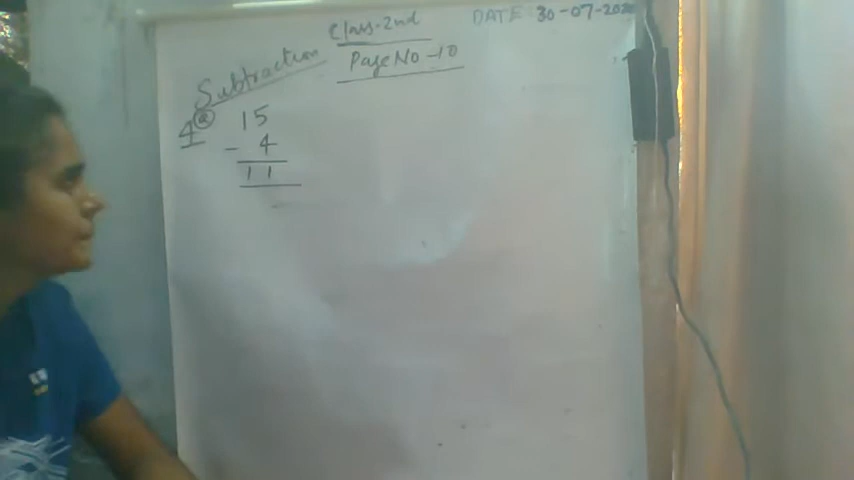 Class-2nd
DATE 30-07-2020
Page No-10
Subtraction
4 a 15
- 4
11